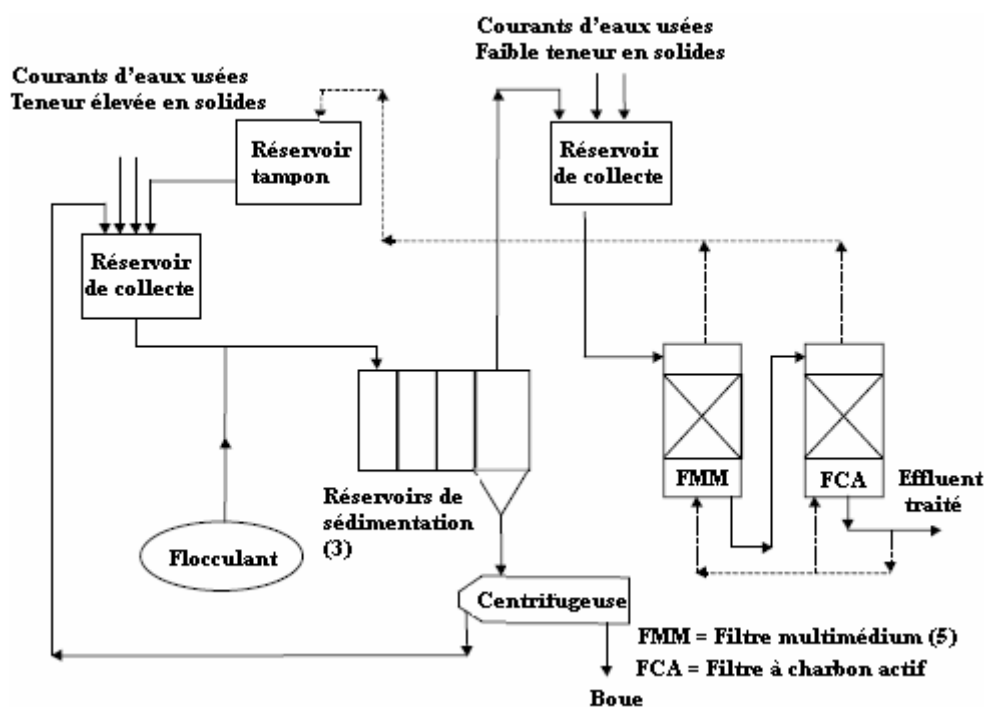 Courants d'eaux usées
Faible teneur en solides
Courants d'eaux usées
Teneur élevée en solides
Réservoir
tampon
Réservoir
de collecte
Réservoir
de collecte
FMM
FCA
Effluent
traité
Réservoirs de
sédimentation
(3)
Flocculant
Centrifugeuse
FMM = Filtre multimédium (5)
FCA = Filtre à charbon actif
Boue